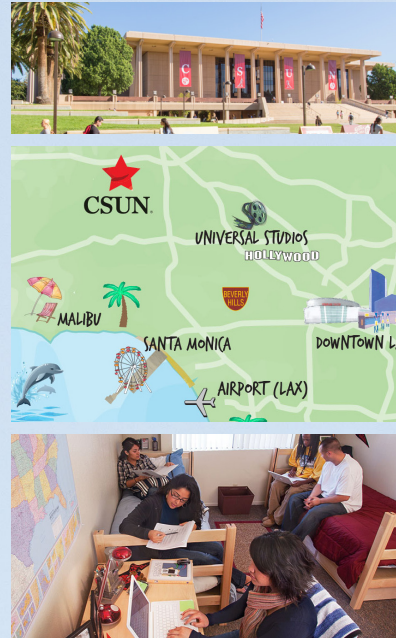 C S U N
CSUN
UNIVERSAL STUDIOS
HOLLYWOOD
BEVERLY
HILLS
MALIBU
SANTA MONICA
DOWNTOWN L
AIRPORT (LAX)